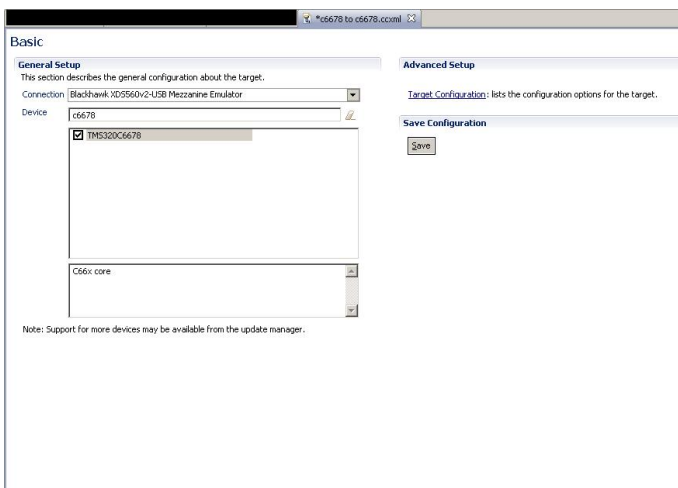 *c6678 to c6678.ccxml
Basic
General Setup
This section describes the general configuration about the target.
Connection Blackhawk XDS560v2-USB Mezzanine Emulator
Device c6678
TMS320C6678
C66x core
Note: Support for more devices may be available from the update manager.
Advanced Setup
Target Configuration: lists the configuration options for the target.
Save Configuration
Save